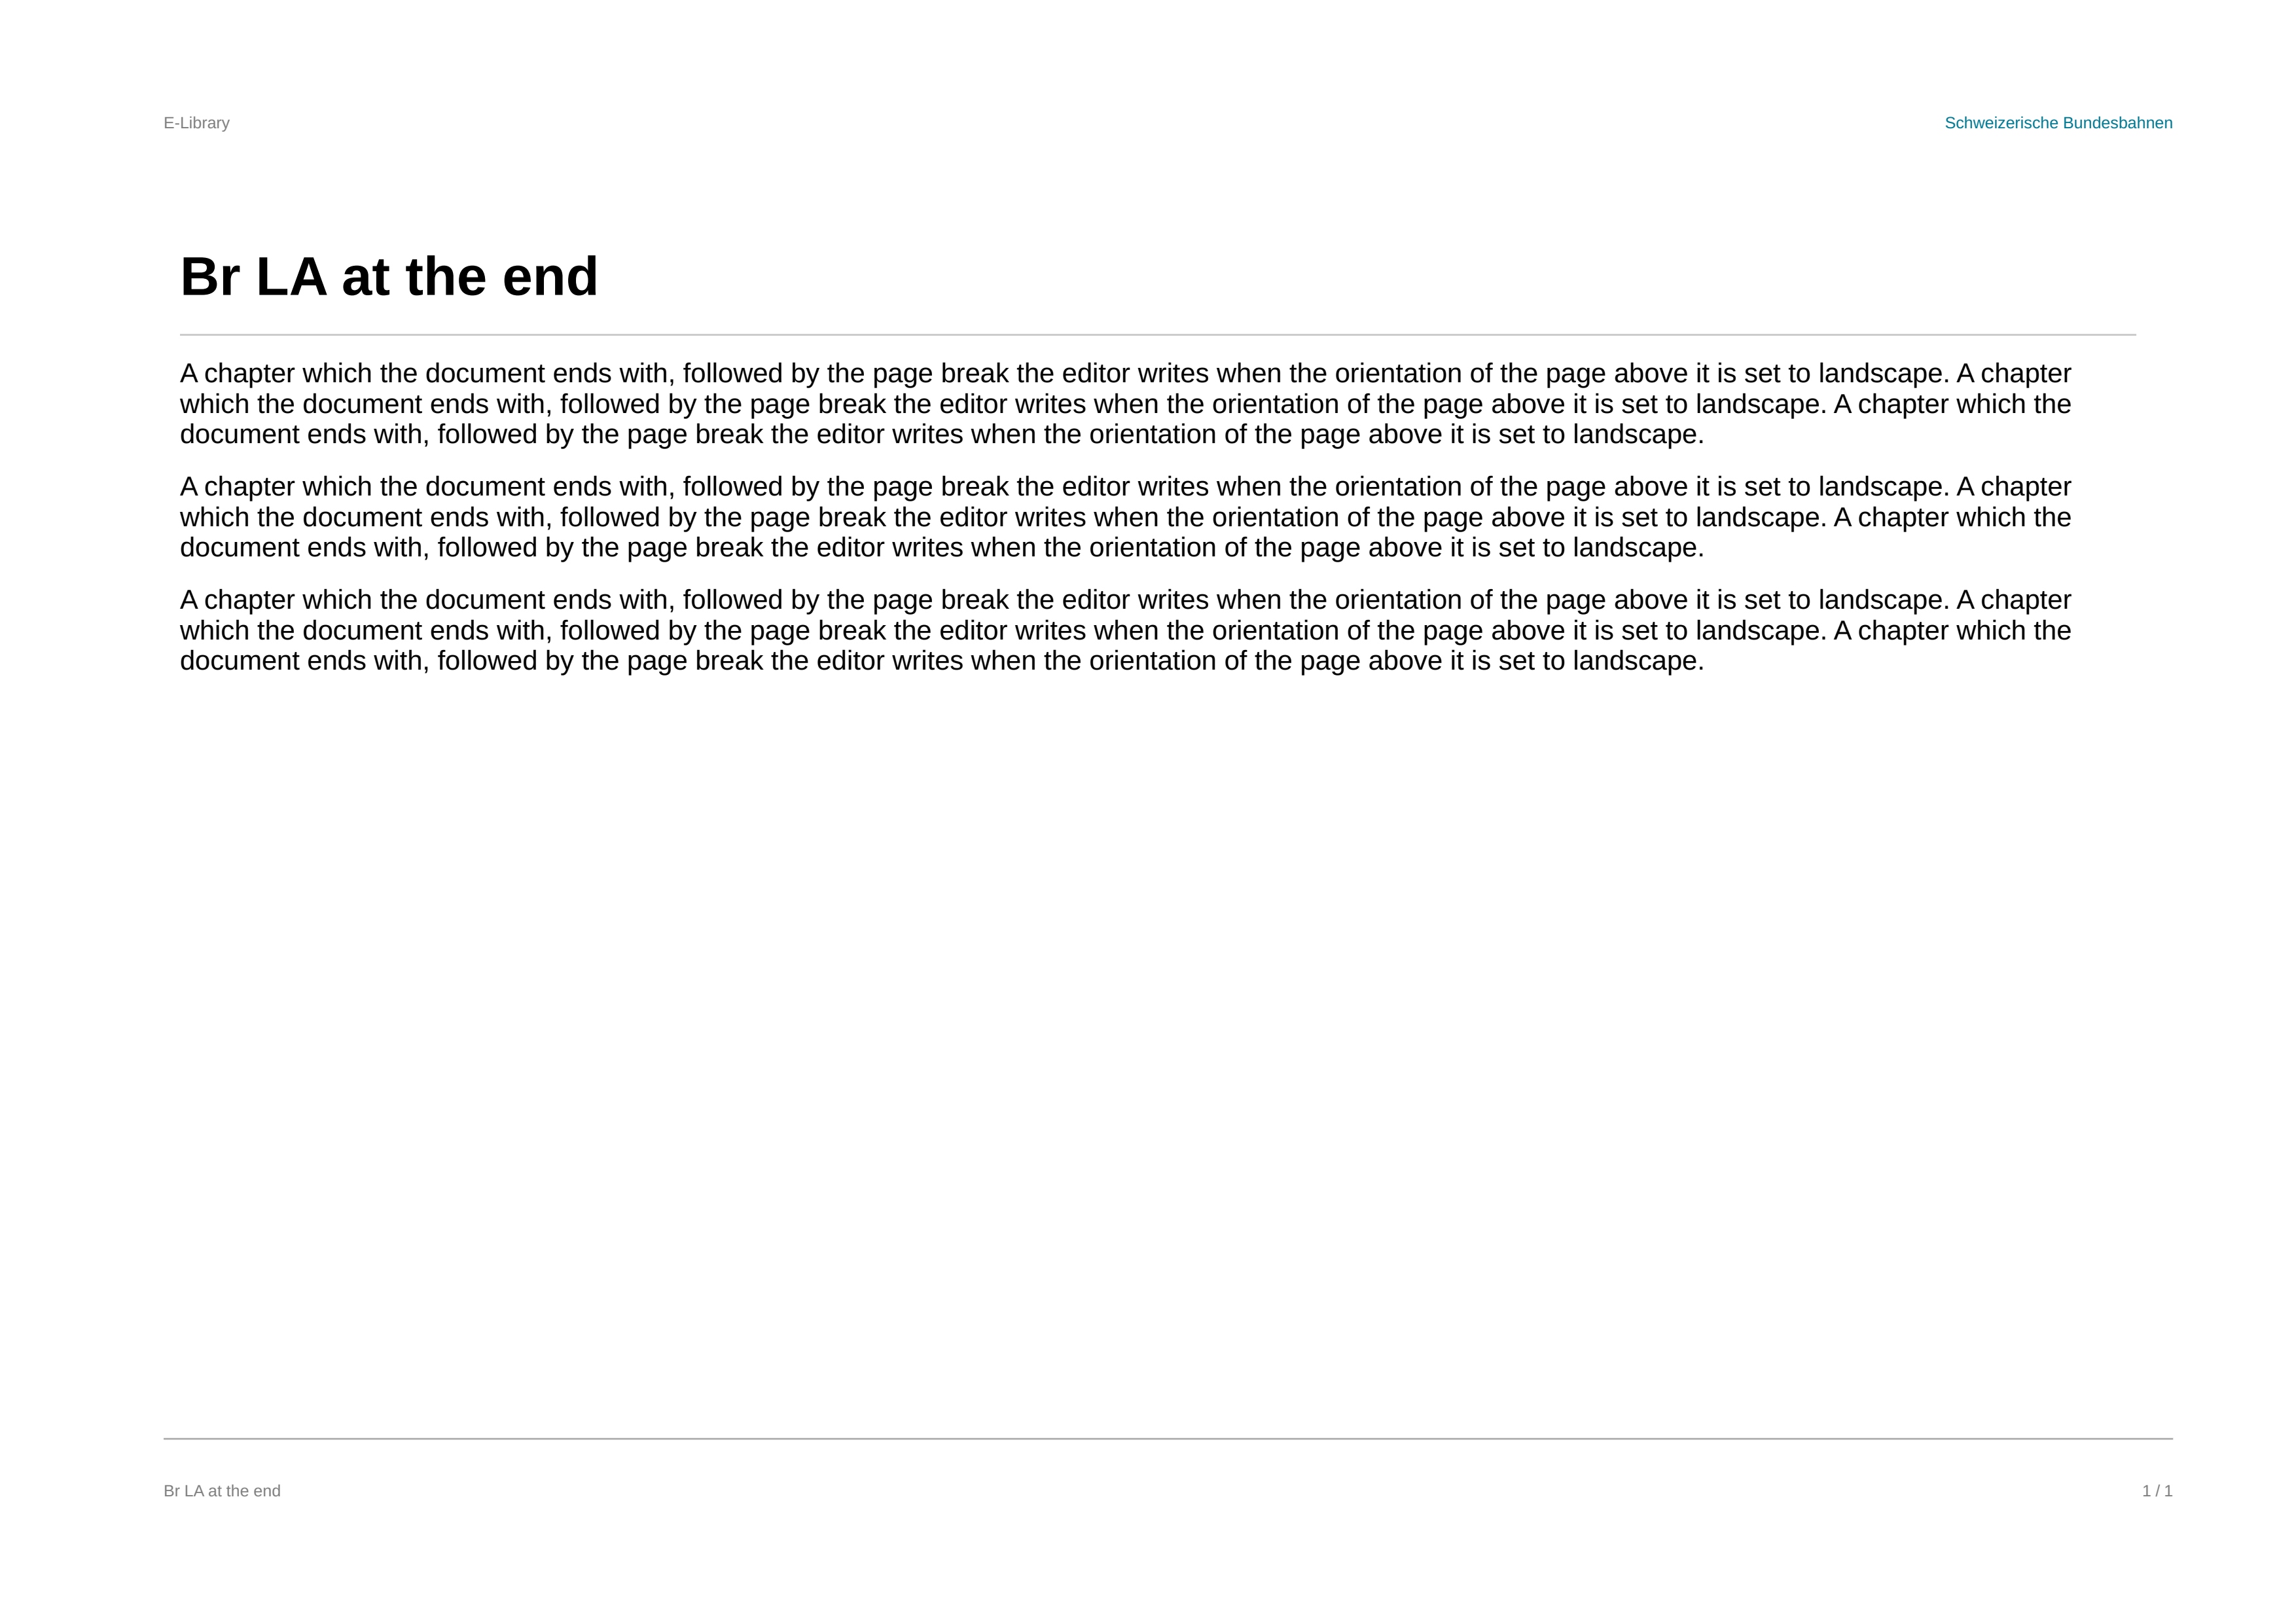 E-Library
Schweizerische Bundesbahnen
Br LA at the end
A chapter which the document ends with, followed by the page break the editor writes when the orientation of the page above it is set to landscape. A chapter
which the document ends with, followed by the page break the editor writes when the orientation of the page above it is set to landscape. A chapter which the
document ends with, followed by the page break the editor writes when the orientation of the page above it is set to landscape.
A chapter which the document ends with, followed by the page break the editor writes when the orientation of the page above it is set to landscape. A chapter
which the document ends with, followed by the page break the editor writes when the orientation of the page above it is set to landscape. A chapter which the
document ends with, followed by the page break the editor writes when the orientation of the page above it is set to landscape.
A chapter which the document ends with, followed by the page break the editor writes when the orientation of the page above it is set to landscape. A chapter
which the document ends with, followed by the page break the editor writes when the orientation of the page above it is set to landscape. A chapter which the
document ends with, followed by the page break the editor writes when the orientation of the page above it is set to landscape.
Br LA at the end
1 / 1